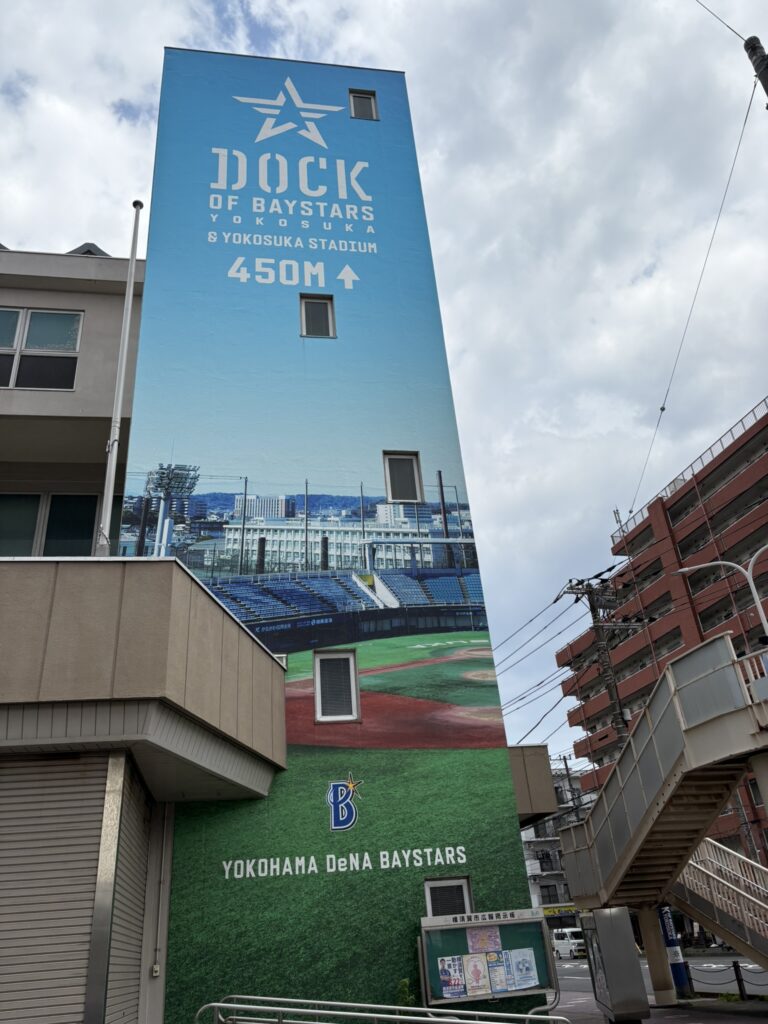 DOCK
OF BAYSTARS
YOKOSUKA
& YOKOSUKA STADIUM
450M ↑
B
YOKOHAMA DeNA BAYSTARS
横須賀市広報掲示板